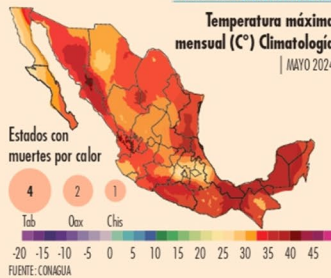 Temperatura máxima
mensual (C°) Climatología
| MAYO 2024
Estados con
muertes por calor
4 2 1
Tab Oax Chis
-20 -15 -10 -5 0 5 10 15 20 25 30 35 40 45
FUENTE: CONAGUA